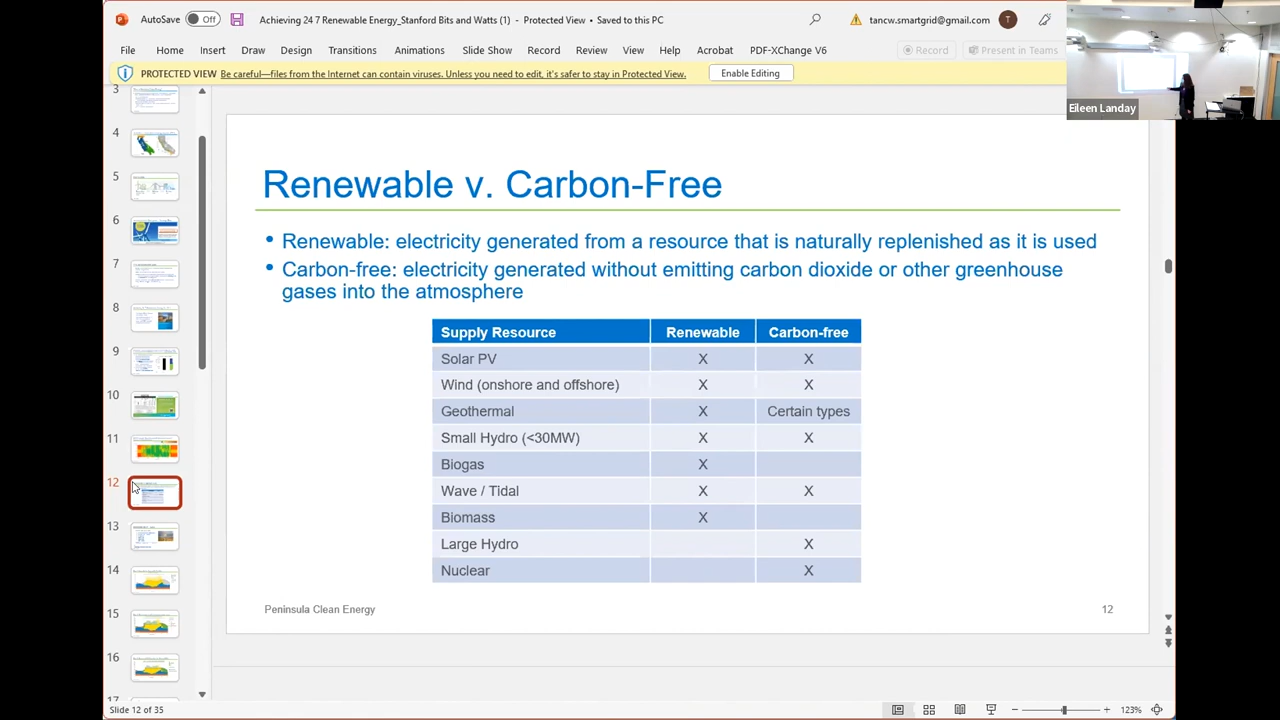 AutoSave Off Achieving 24 7 Renewable Energy_Stanford Bits and Watts (1) - Protected View • Saved to this PC tancw.smartgrid@gmail.com T
File Home Insert Draw Design Transitions Animations Slide Show Record Review View Help Acrobat PDF-XChange V6 Record Present in Teams
PROTECTED VIEW Be careful—files from the Internet can contain viruses. Unless you need to edit, it's safer to stay in Protected View. Enable Editing
Eileen Landay
3
4
5
6
7
8
9
10
11
12
13
14
15
16
17
Renewable v. Carbon-Free
• Renewable: electricity generated from a resource that is naturally replenished as it is used
• Carbon-free: electricity generated without emitting carbon dioxide or other greenhouse
gases into the atmosphere
Supply Resource Renewable Carbon-free
Solar PV X X
Wind (onshore and offshore) X X
Geothermal X Certain types
Small Hydro (<30MW) X X
Biogas X
Wave / Tidal X X
Biomass X
Large Hydro X
Nuclear X
Peninsula Clean Energy 12
Slide 12 of 35 123%